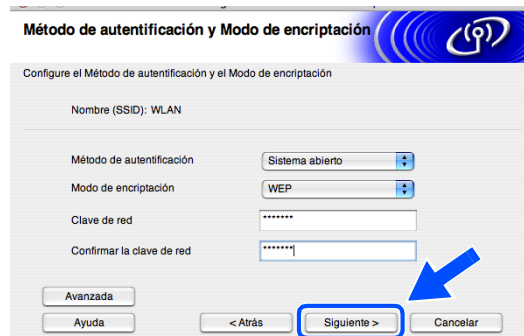 Método de autentificación y Modo de encriptación
Configure el Método de autentificación y el Modo de encriptación
Nombre (SSID): WLAN
Método de autentificación Sistema abierto
Modo de encriptación WEP
Clave de red *******
Confirmar la clave de red *******
Avanzada
Ayuda < Atrás Siguiente > Cancelar